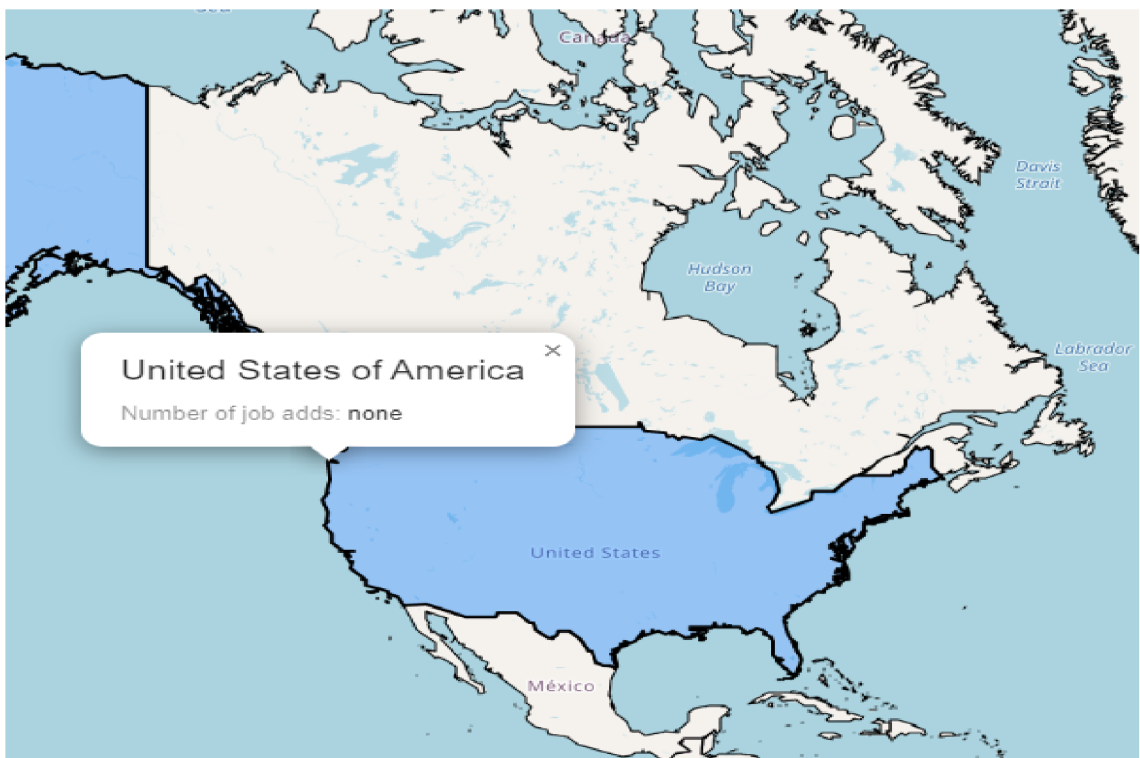 Sea
Canada
Davis
Strait
Hudson
Bay
Labrador
Sea
United States of America
×
Number of job adds: none
United States
México